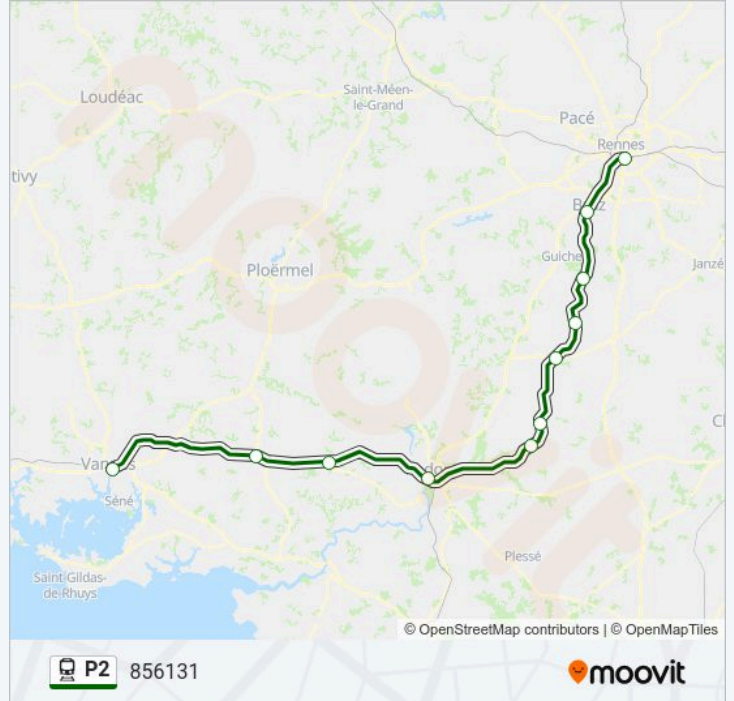 Loudéac
Saint-Méen-
le-Grand
Pacé
Rennes
tivy
Guiche
Janzé
Ploërmel
Séné
Plessé
Saint-Gildas-
de-Rhuys
© OpenStreetMap contributors | © OpenMapTiles
P2 856131
moovit